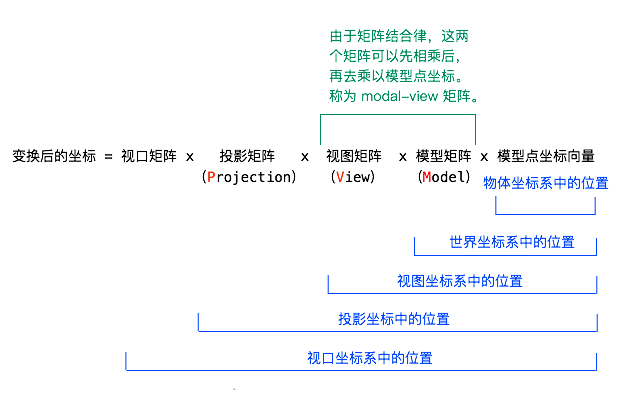 由于矩阵结合律，这两
个矩阵可以先相乘后，
再去乘以模型点坐标。
称为 modal-view 矩阵。
变换后的坐标 = 视口矩阵 x 投影矩阵 x 视图矩阵 x 模型矩阵 x 模型点坐标向量
(Projection) (View) (Model)
物体坐标系中的位置
世界坐标系中的位置
视图坐标系中的位置
投影坐标中的位置
视口坐标系中的位置